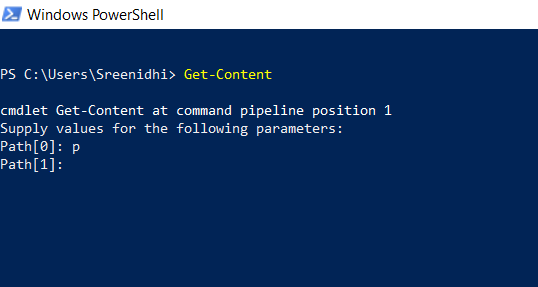 Windows PowerShell
PS C:\Users\Sreenidhi> Get-Content
cmdlet Get-Content at command pipeline position 1
Supply values for the following parameters:
Path[0]: p
Path[1]: